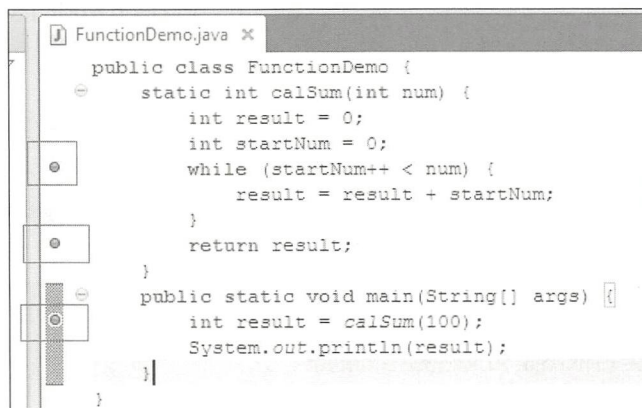 FunctionDemo.java
public class FunctionDemo {
static int calSum(int num) {
int result = 0;
int startNum = 0;
while (startNum++ < num) {
result = result + startNum;
}
return result;
}
public static void main(String[] args) {
int result = calSum(100);
System.out.println(result);
}
}